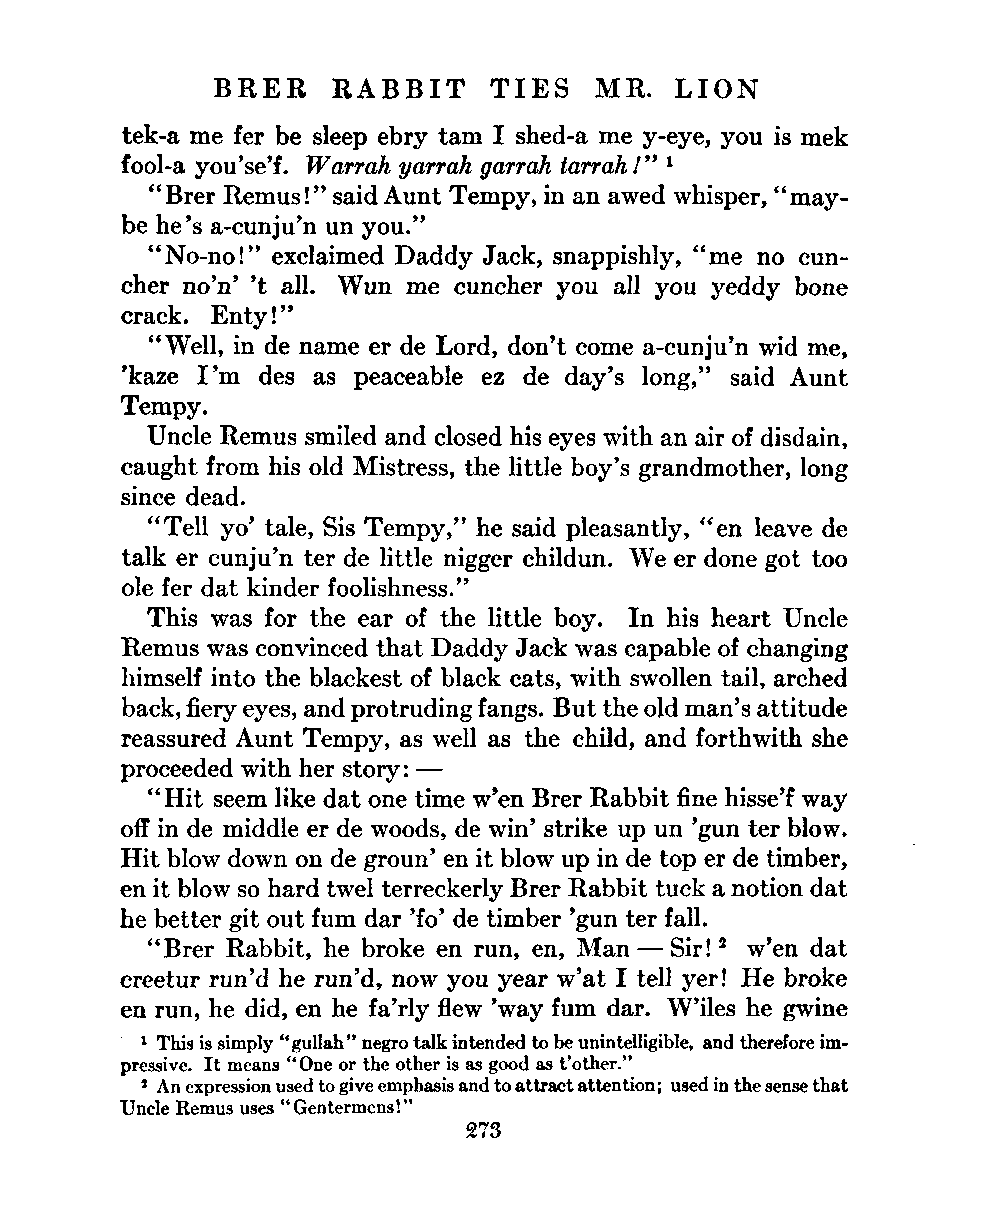 BRER RABBIT TIES MR. LION
tek-a me fer be sleep ebry tam I shed-a me y-eye, you is mek
fool-a you'se'f. Warrah yarrah garrah tarrah!" ¹
"Brer Remus!" said Aunt Tempy, in an awed whisper, "may-
be he's a-cunju'n un you."
"No-no!" exclaimed Daddy Jack, snappishly, "me no cun-
cher no'n' 't all. Wun me cuncher you all you yeddy bone
crack. Enty!"
"Well, in de name er de Lord, don't come a-cunju'n wid me,
'kaze I'm des as peaceable ez de day's long," said Aunt
Tempy.
Uncle Remus smiled and closed his eyes with an air of disdain,
caught from his old Mistress, the little boy's grandmother, long
since dead.
"Tell yo' tale, Sis Tempy," he said pleasantly, "en leave de
talk er cunju'n ter de little nigger childun. We er done got too
ole fer dat kinder foolishness."
This was for the ear of the little boy. In his heart Uncle
Remus was convinced that Daddy Jack was capable of changing
himself into the blackest of black cats, with swollen tail, arched
back, fiery eyes, and protruding fangs. But the old man's attitude
reassured Aunt Tempy, as well as the child, and forthwith she
proceeded with her story: —
"Hit seem like dat one time w'en Brer Rabbit fine hisse'f way
off in de middle er de woods, de win' strike up un 'gun ter blow.
Hit blow down on de groun' en it blow up in de top er de timber,
en it blow so hard twel terreckerly Brer Rabbit tuck a notion dat
he better git out fum dar 'fo' de timber 'gun ter fall.
"Brer Rabbit, he broke en run, en, Man — Sir! ² w'en dat
creetur run'd he run'd, now you year w'at I tell yer! He broke
en run, he did, en he fa'rly flew 'way fum dar. W'iles he gwine
¹ This is simply "gullah" negro talk intended to be unintelligible, and therefore im-
pressive. It means "One or the other is as good as t'other."
² An expression used to give emphasis and to attract attention; used in the sense that
Uncle Remus uses "Gentermens!"
273